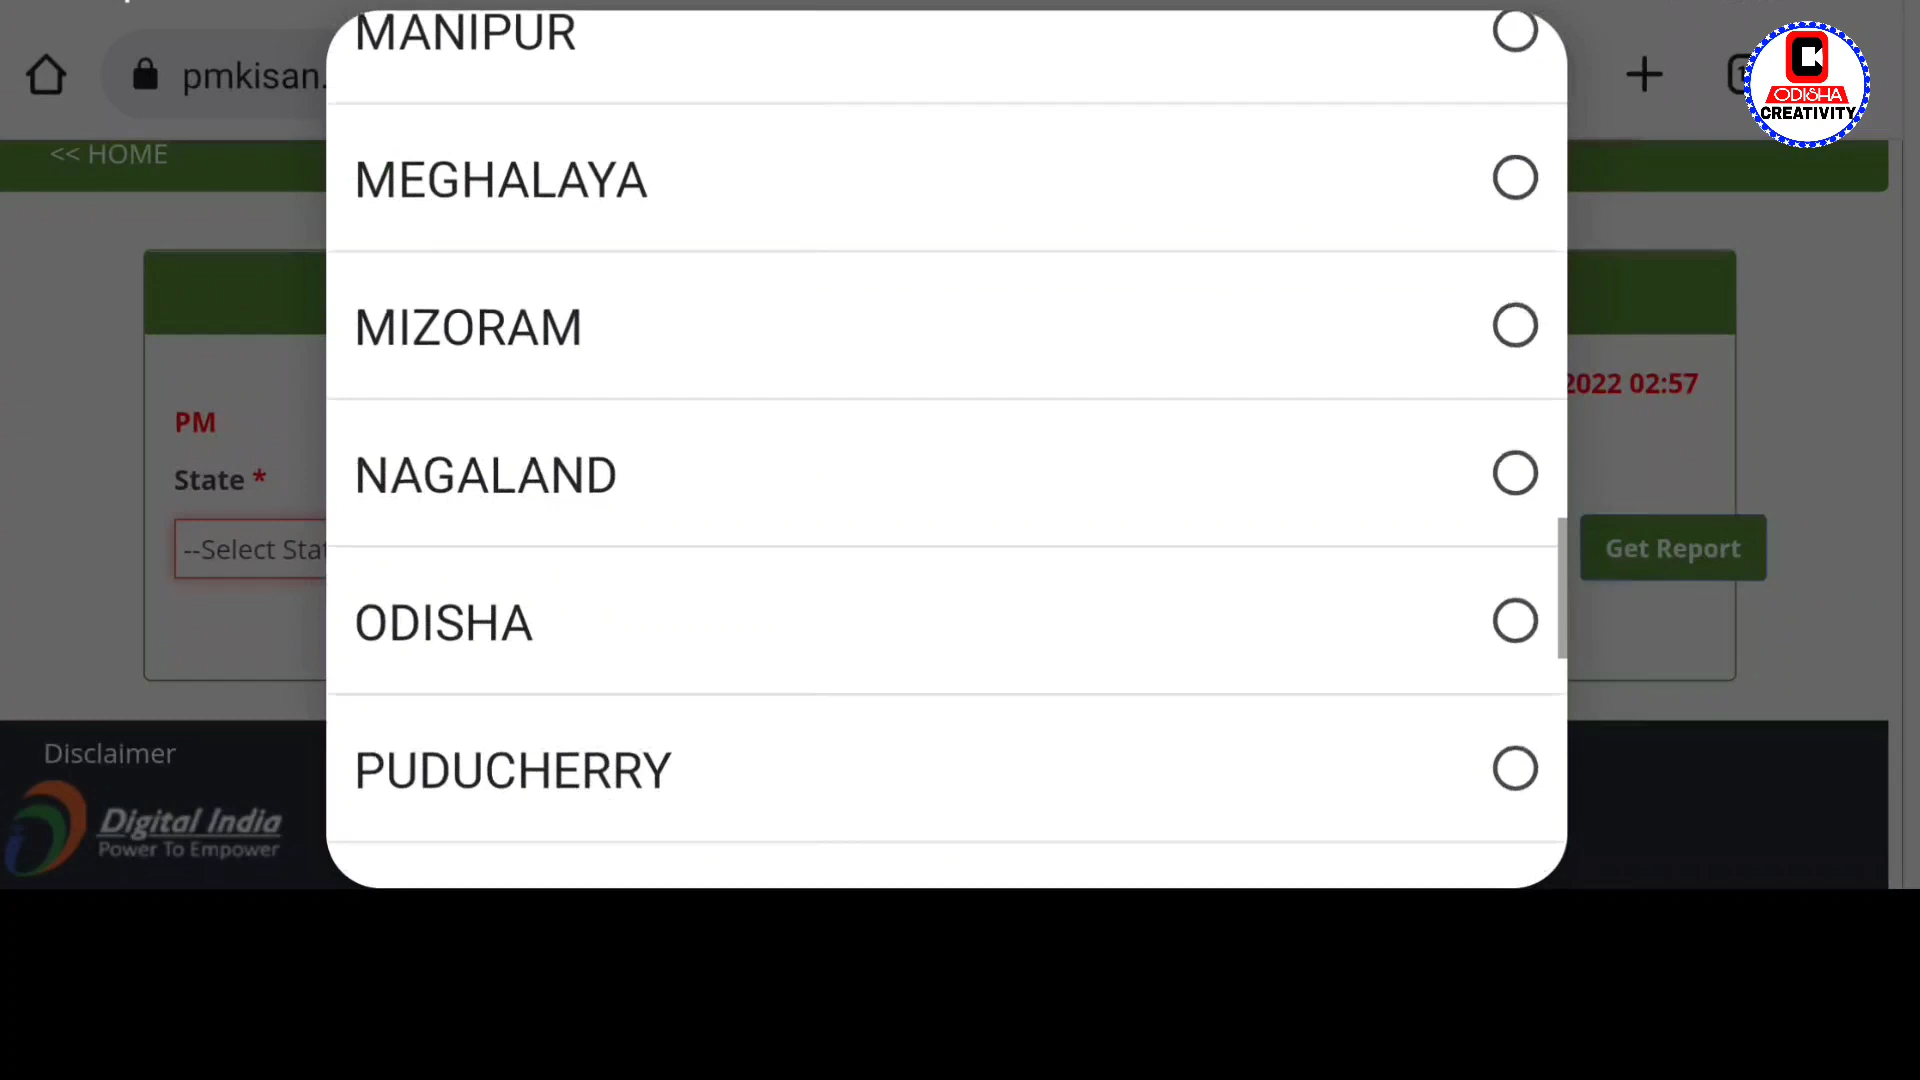 MANIPUR
pmkisan.
ODISHA
CREATIVITY
<< HOME
MEGHALAYA
MIZORAM
2022 02:57
PM
State *
NAGALAND
--Select Stat
Get Report
ODISHA
Disclaimer
PUDUCHERRY
Digital India
Power To Empower